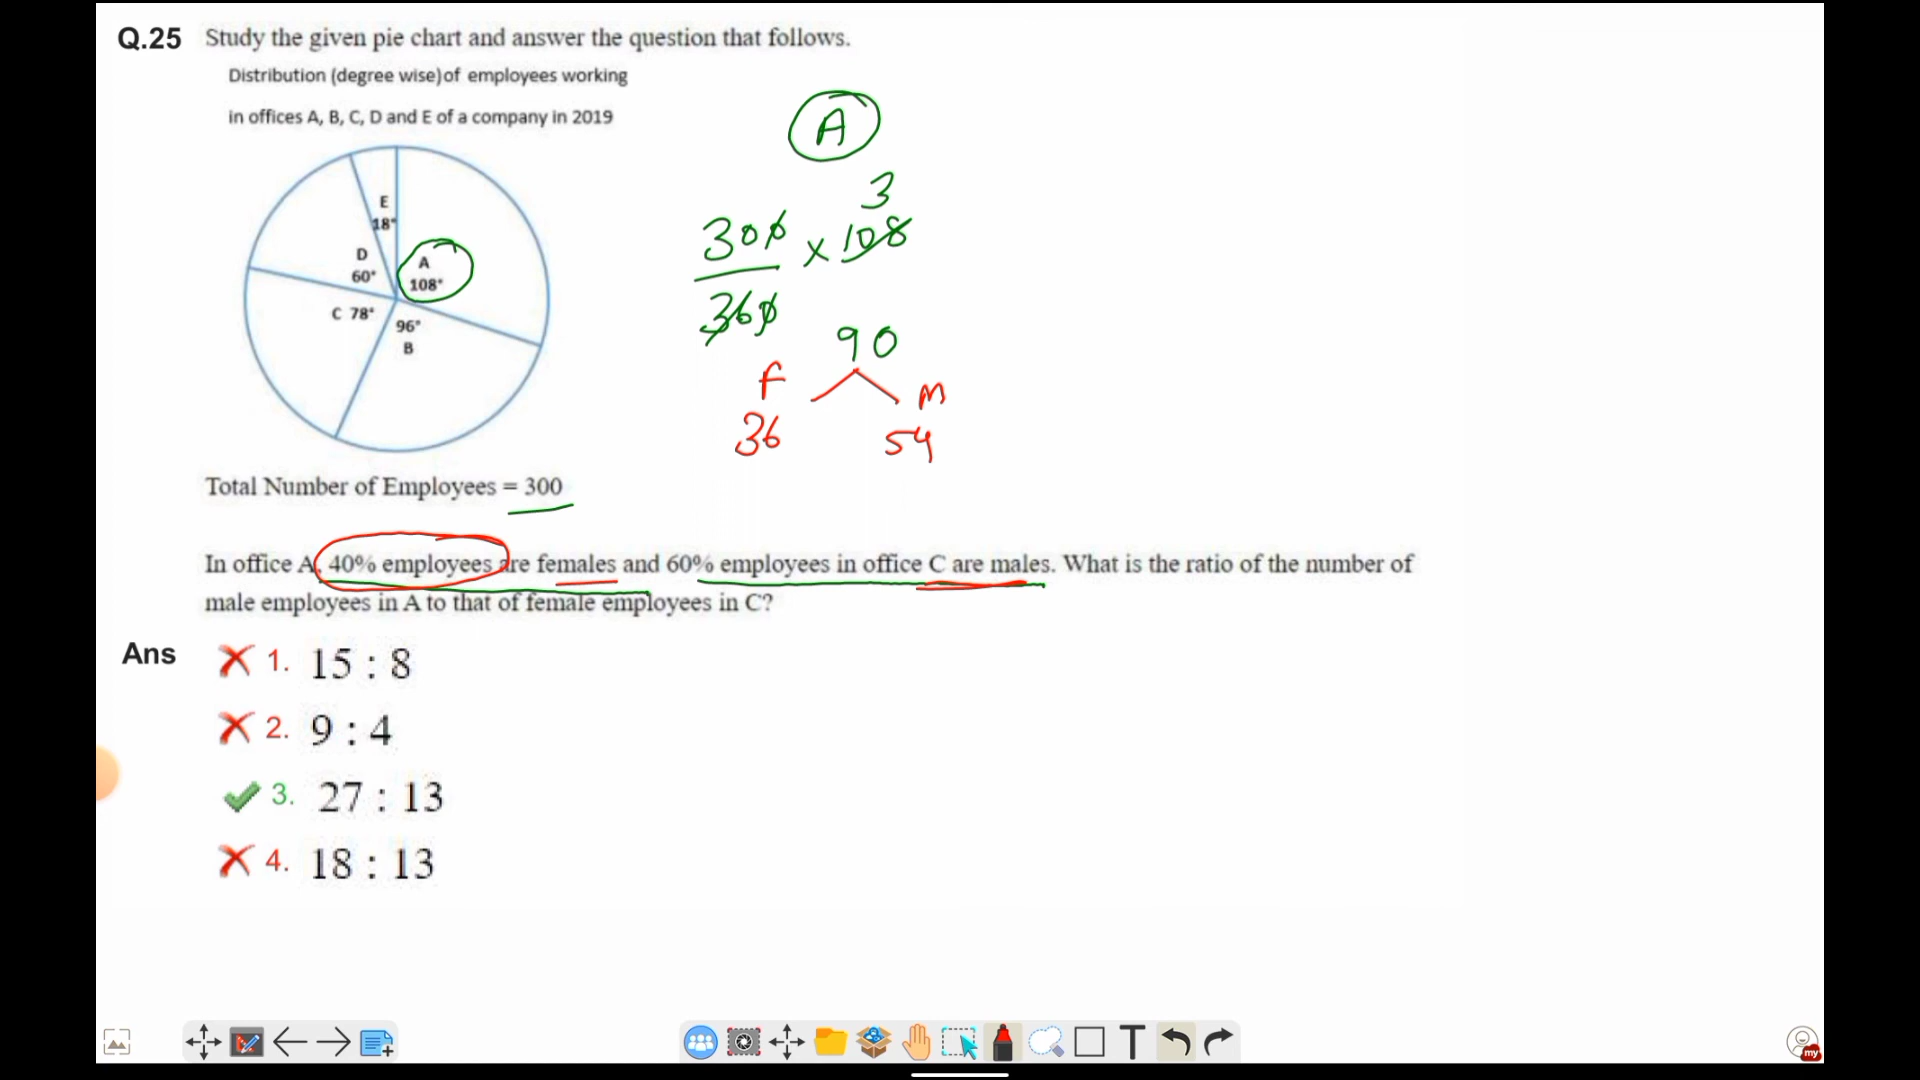 Q.25 Study the given pie chart and answer the question that follows.
Distribution (degree wise)of employees working
in offices A, B, C, D and E of a company in 2019
E
18°
D
60°
A
108°
C 78°
96°
B
A
3
300 × 108
360
90
f
m
36
54
Total Number of Employees = 300
In office A, 40% employees are females and 60% employees in office C are males. What is the ratio of the number of
male employees in A to that of female employees in C?
Ans
1. 15 : 8
2. 9 : 4
3. 27 : 13
4. 18 : 13
T
my